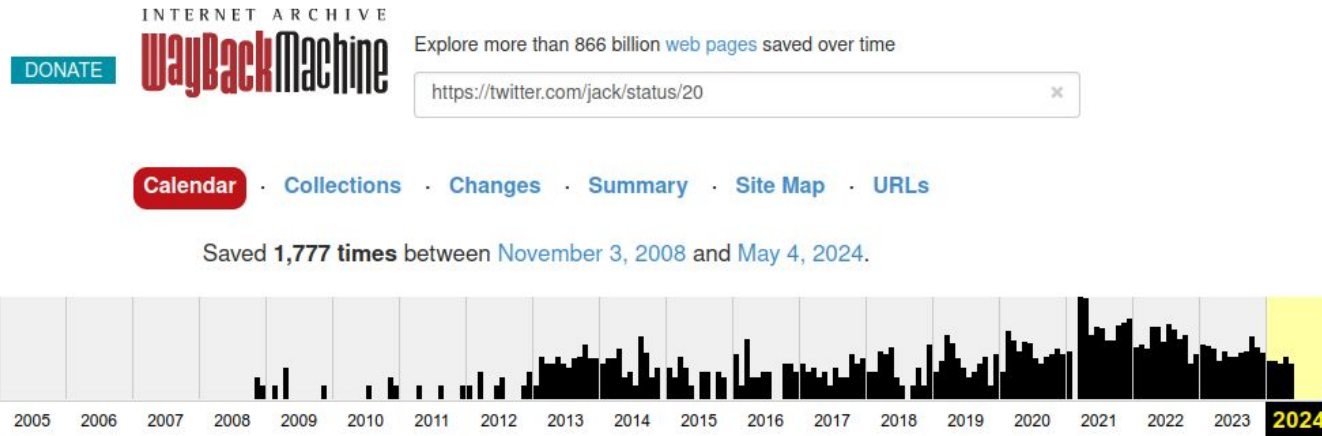 INTERNET ARCHIVE
DONATE
WayBackMachine
Explore more than 866 billion web pages saved over time
https://twitter.com/jack/status/20 ×
Calendar · Collections · Changes · Summary · Site Map · URLs
Saved 1,777 times between November 3, 2008 and May 4, 2024.
2005 2006 2007 2008 2009 2010 2011 2012 2013 2014 2015 2016 2017 2018 2019 2020 2021 2022 2023 2024